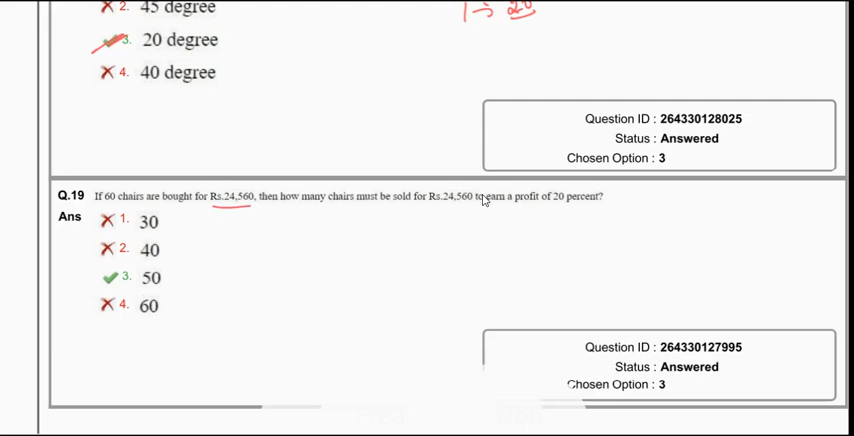 2. 45 degree
1 → 20
3. 20 degree
4. 40 degree
Question ID : 264330128025
Status : Answered
Chosen Option : 3
Q.19 If 60 chairs are bought for Rs.24,560, then how many chairs must be sold for Rs.24,560 to earn a profit of 20 percent?
Ans
1. 30
2. 40
3. 50
4. 60
Question ID : 264330127995
Status : Answered
Chosen Option : 3